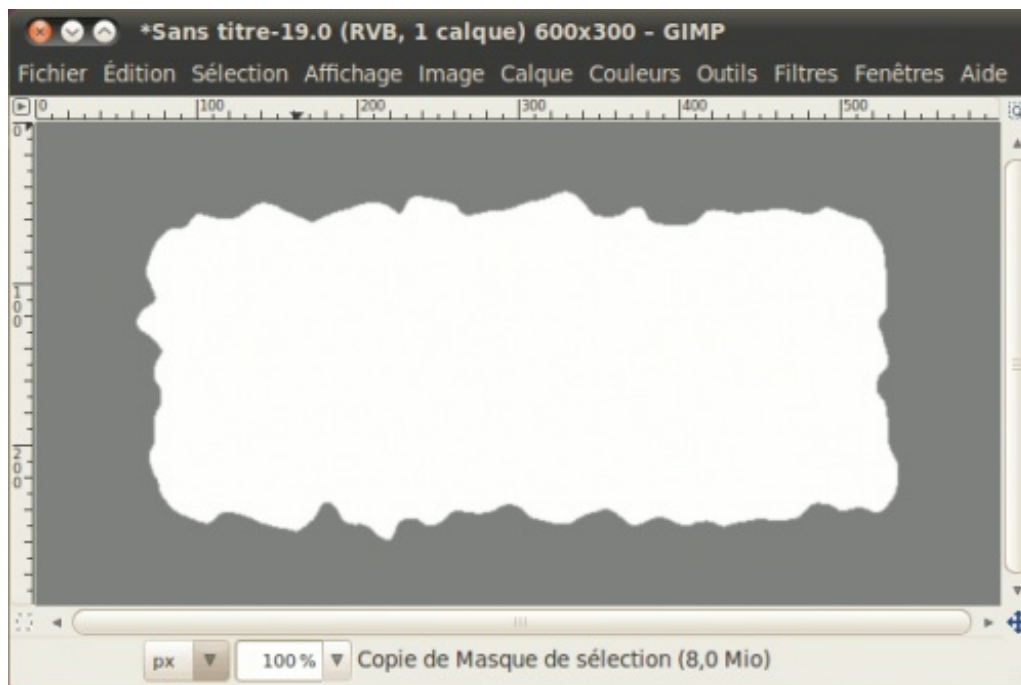 *Sans titre-19.0 (RVB, 1 calque) 600x300 – GIMP
Fichier Édition Sélection Affichage Image Calque Couleurs Outils Filtres Fenêtres Aide
0 100 200 300 400 500
0
100
200
px 100 % Copie de Masque de sélection (8,0 Mio)